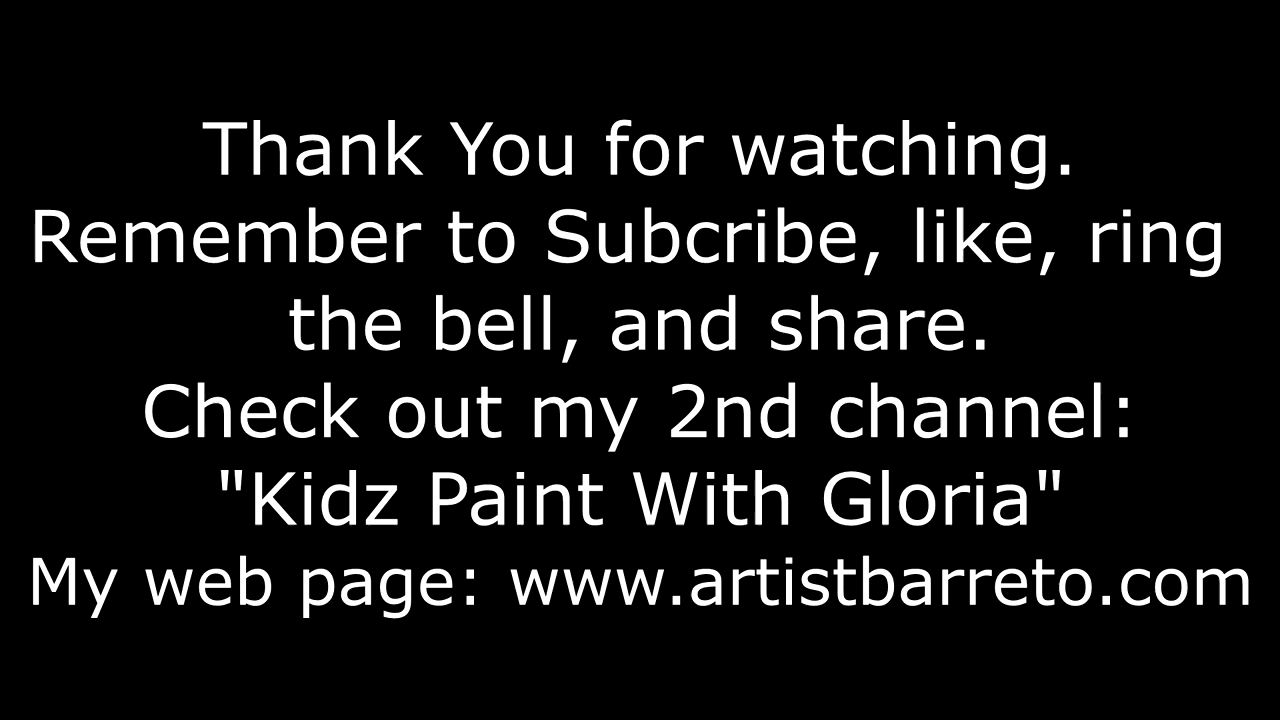 Thank You for watching.
Remember to Subcribe, like, ring
the bell, and share.
Check out my 2nd channel:
"Kidz Paint With Gloria"
My web page: www.artistbarreto.com